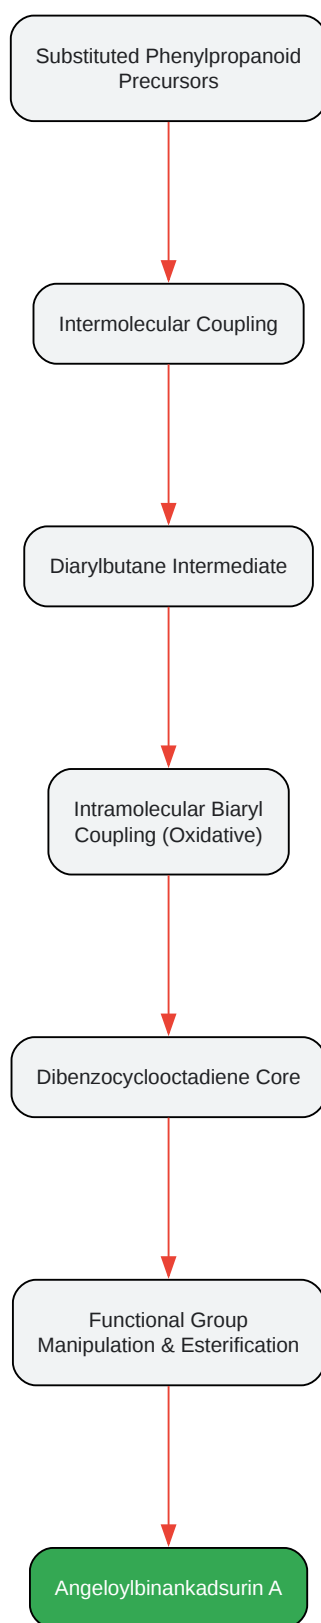 Substituted Phenylpropanoid
Precursors
Intermolecular Coupling
Diarylbutane Intermediate
Intramolecular Biaryl
Coupling (Oxidative)
Dibenzocyclooctadiene Core
Functional Group
Manipulation & Esterification
Angeloylbinankadsurin A